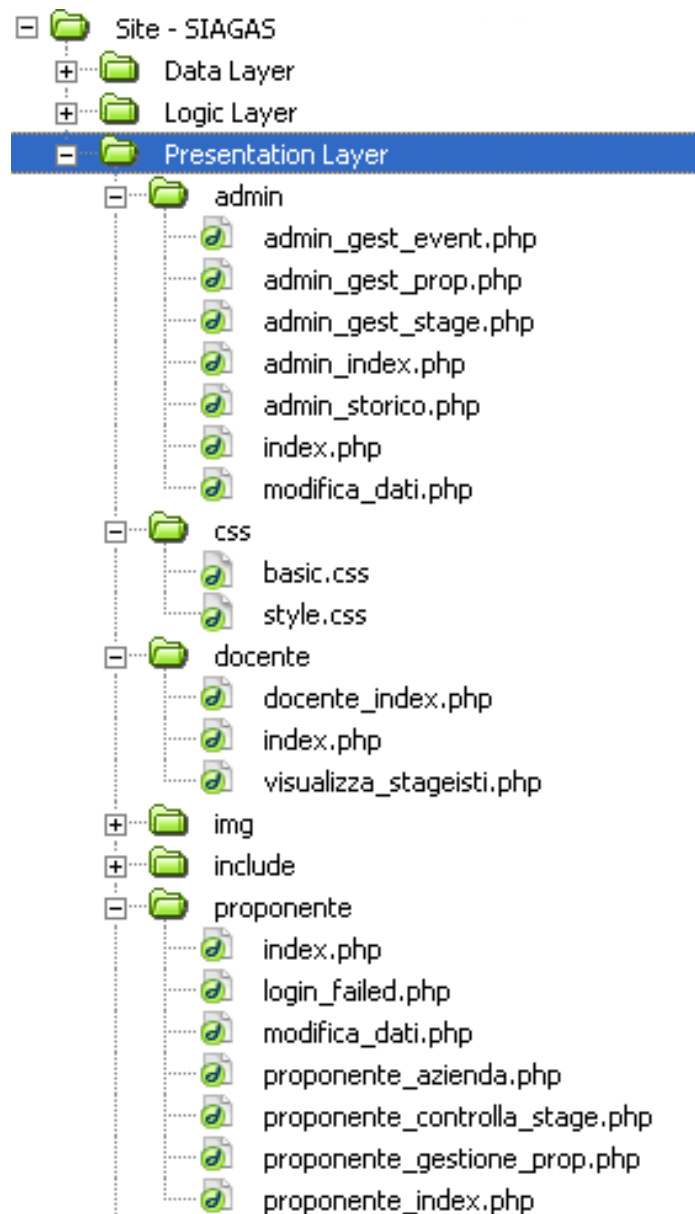 Site - SIAGAS
Data Layer
Logic Layer
Presentation Layer
admin
admin_gest_event.php
admin_gest_prop.php
admin_gest_stage.php
admin_index.php
admin_storico.php
index.php
modifica_dati.php
css
basic.css
style.css
docente
docente_index.php
index.php
visualizza_stageisti.php
img
include
proponente
index.php
login_failed.php
modifica_dati.php
proponente_azienda.php
proponente_controlla_stage.php
proponente_gestione_prop.php
proponente_index.php